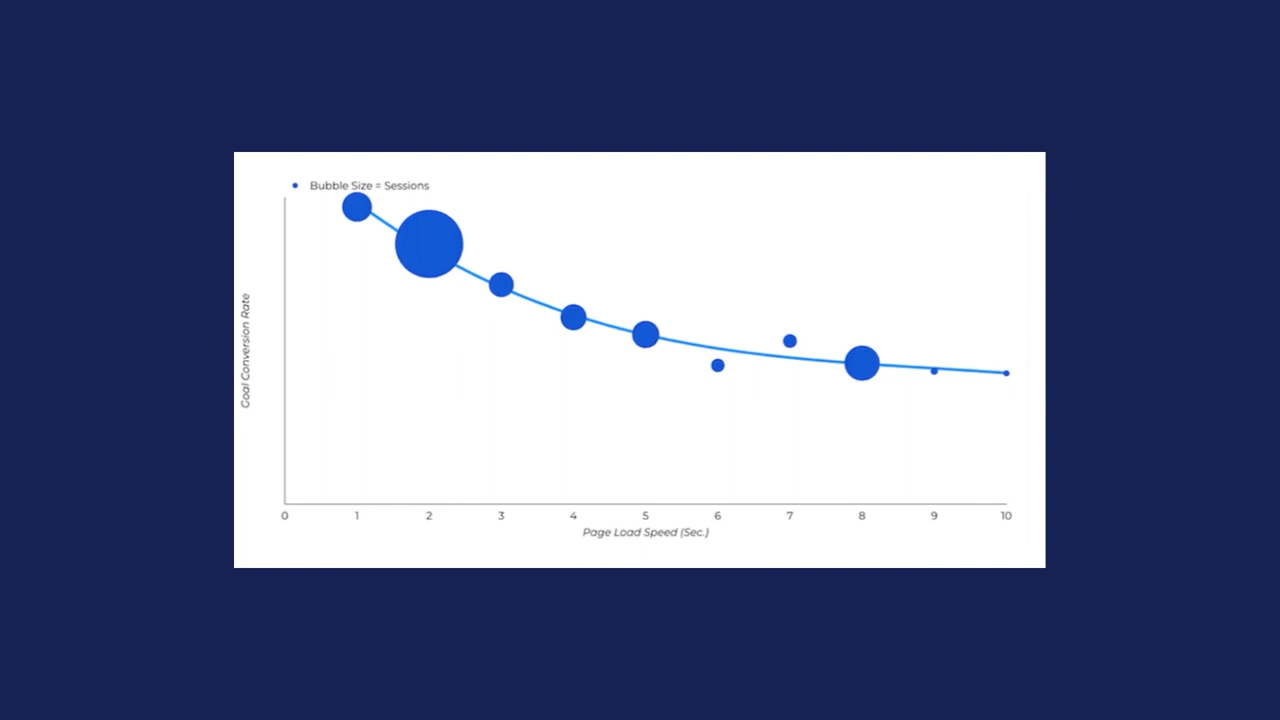 Bubble Size = Sessions
Goal Conversion Rate
0 1 2 3 4 5 6 7 8 9 10
Page Load Speed (Sec.)